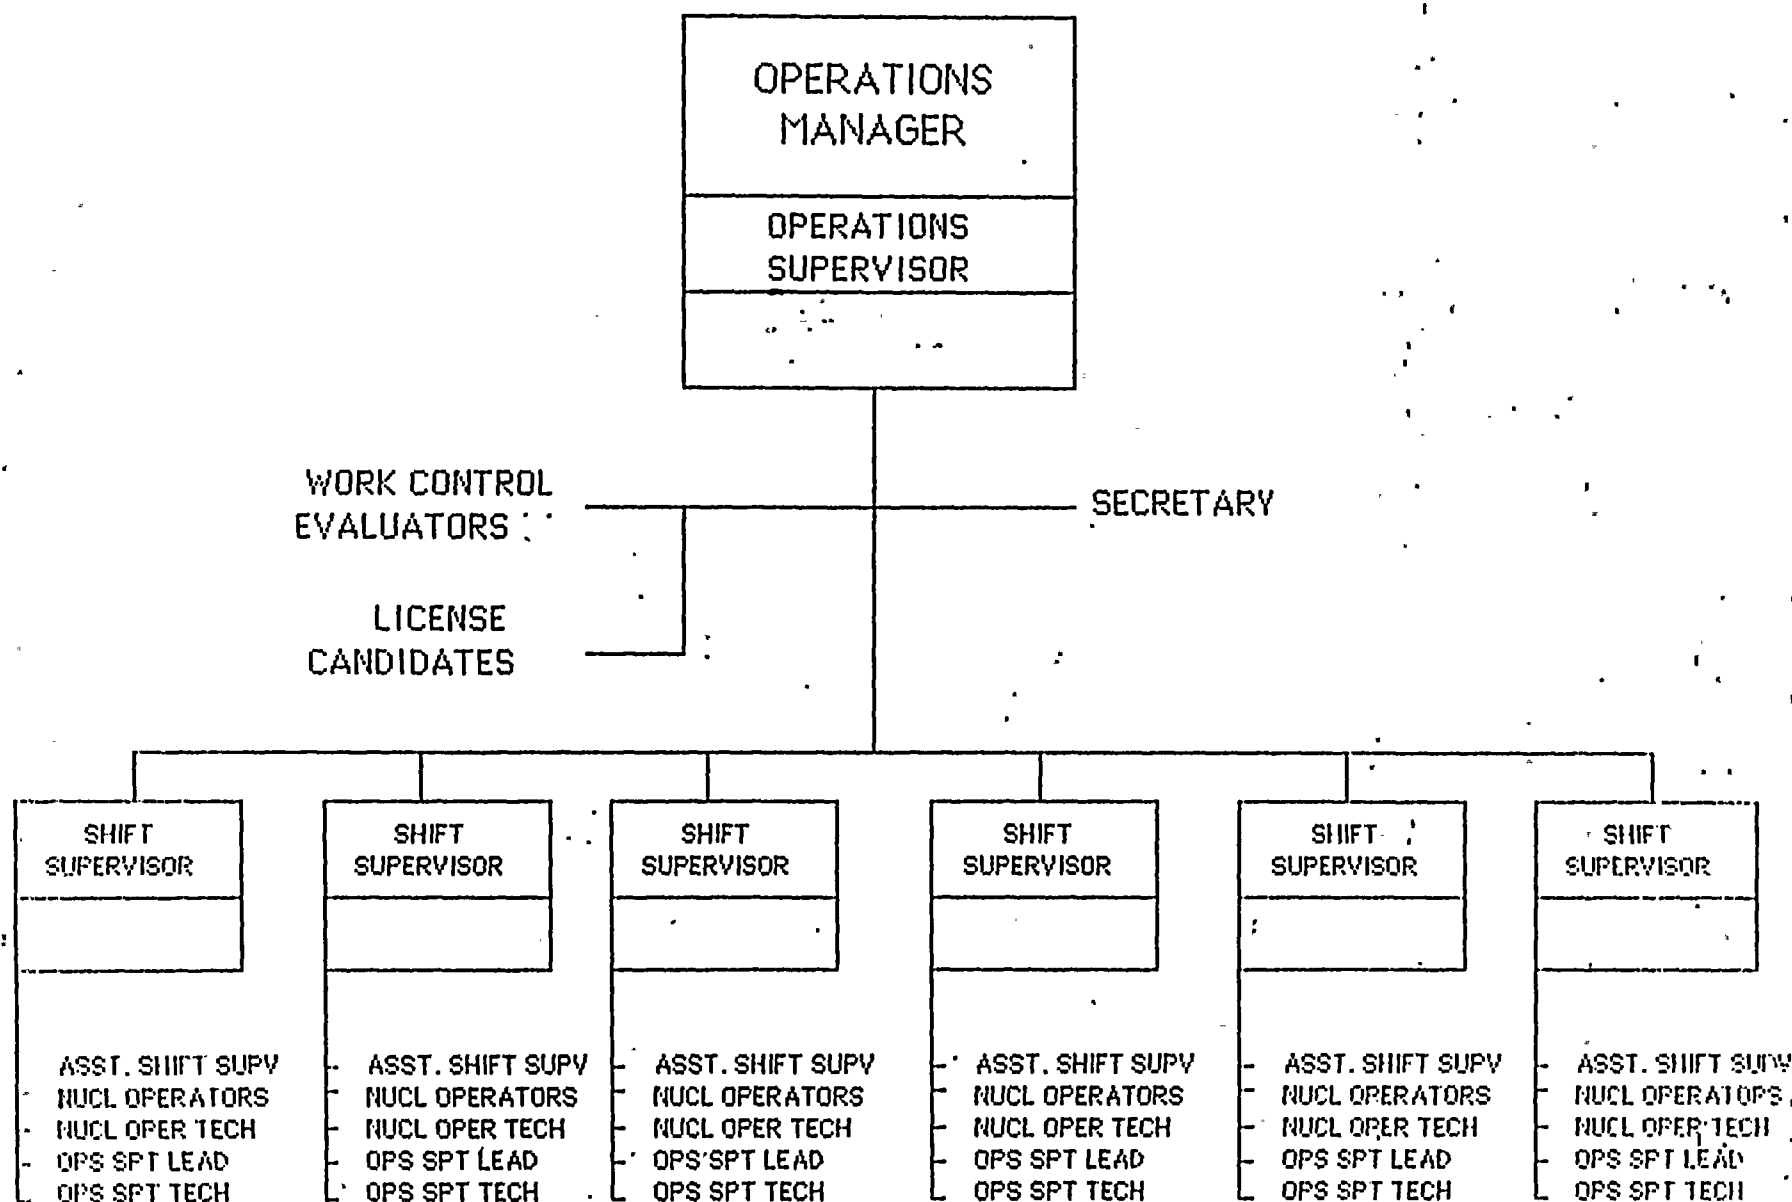 OPERATIONS
MANAGER
OPERATIONS
SUPERVISOR
WORK CONTROL
EVALUATORS
SECRETARY
LICENSE
CANDIDATES
SHIFT
SUPERVISOR
SHIFT
SUPERVISOR
SHIFT
SUPERVISOR
SHIFT
SUPERVISOR
SHIFT
SUPERVISOR
SHIFT
SUPERVISOR
ASST. SHIFT SUPV
NUCL OPERATORS
NUCL OPER TECH
OPS SPT LEAD
OPS SPT TECH
ASST. SHIFT SUPV
NUCL OPERATORS
NUCL OPER TECH
OPS SPT LEAD
OPS SPT TECH
ASST. SHIFT SUPV
NUCL OPERATORS
NUCL OPER TECH
OPS SPT LEAD
OPS SPT TECH
ASST. SHIFT SUPV
NUCL OPERATORS
NUCL OPER TECH
OPS SPT LEAD
OPS SPT TECH
ASST. SHIFT SUPV
NUCL OPERATORS
NUCL OPER TECH
OPS SPT LEAD
OPS SPT TECH
ASST. SHIFT SUPV
NUCL OPERATORS
NUCL OPER TECH
OPS SPT LEAD
OPS SPT TECH